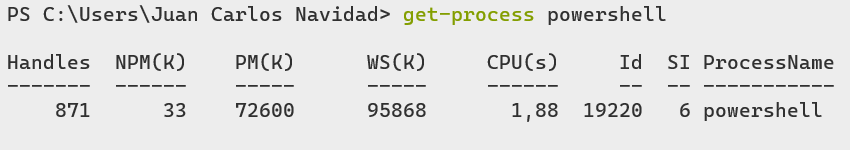 PS C:\Users\Juan Carlos Navidad> get-process powershell
Handles  NPM(K)    PM(K)      WS(K)     CPU(s)     Id  SI ProcessName
-------  ------    -----      -----     ------     --  -- -----------
    871      33    72600      95868       1,88  19220   6 powershell